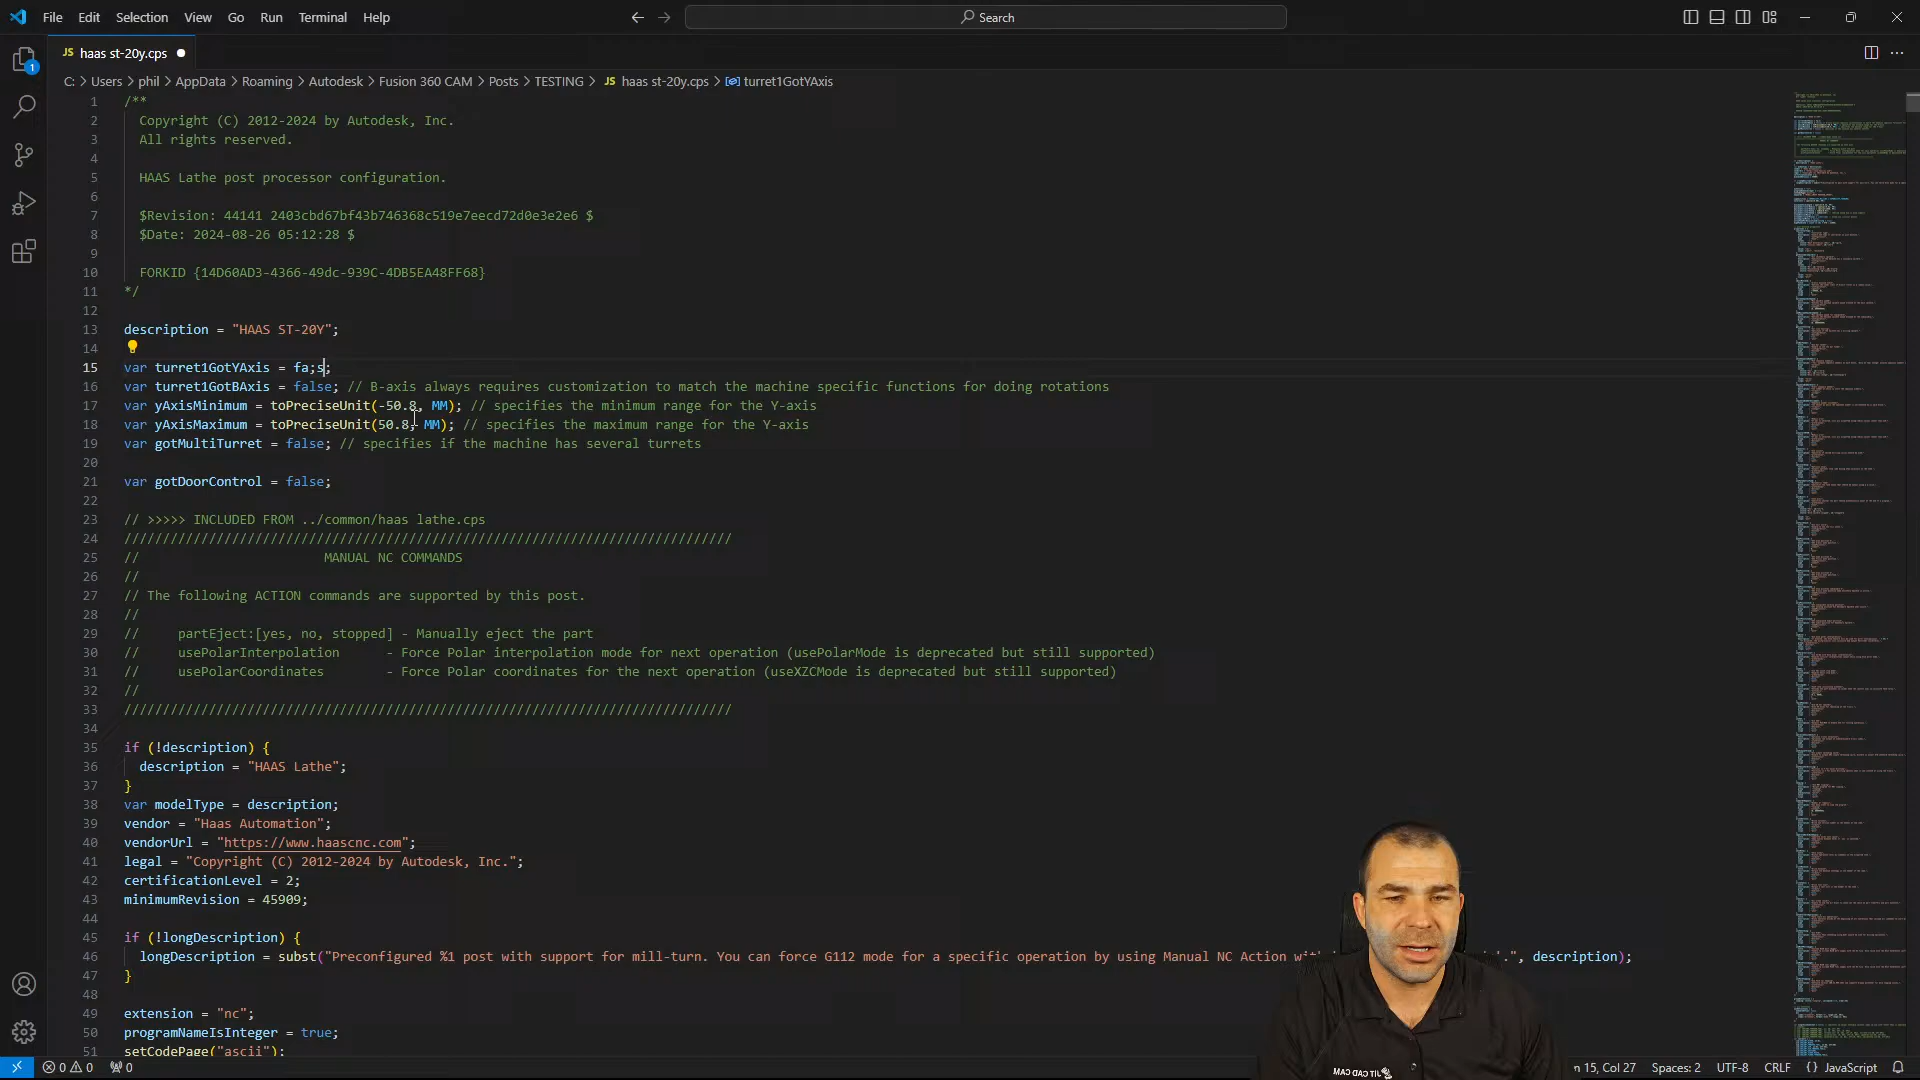 File Edit Selection View Go Run Terminal Help
Search
JS haas st-20y.cps
C: > Users > phil > AppData > Roaming > Autodesk > Fusion 360 CAM > Posts > TESTING > JS haas st-20y.cps > turret1GotYAxis
1 /**
2 Copyright (C) 2012-2024 by Autodesk, Inc.
3 All rights reserved.
4
5 HAAS Lathe post processor configuration.
6
7 $Revision: 44141 2403cbd67bf43b746368c519e7eecd72d0e3e2e6 $
8 $Date: 2024-08-26 05:12:28 $
9
10 FORKID {14D60AD3-4366-49dc-939C-4DB5EA48FF68}
11 */
12
13 description = "HAAS ST-20Y";
14
15 var turret1GotYAxis = fa;s;
16 var turret1GotBAxis = false; // B-axis always requires customization to match the machine specific functions for doing rotations
17 var yAxisMinimum = toPreciseUnit(-50.8, MM); // specifies the minimum range for the Y-axis
18 var yAxisMaximum = toPreciseUnit(50.8, MM); // specifies the maximum range for the Y-axis
19 var gotMultiTurret = false; // specifies if the machine has several turrets
20
21 var gotDoorControl = false;
22
23 // >>>>> INCLUDED FROM ../common/haas lathe.cps
24 ///////////////////////////////////////////////////////////////////////////////
25 // MANUAL NC COMMANDS
26 //
27 // The following ACTION commands are supported by this post.
28 //
29 // partEject:[yes, no, stopped] - Manually eject the part
30 // usePolarInterpolation - Force Polar interpolation mode for next operation (usePolarMode is deprecated but still supported)
31 // usePolarCoordinates - Force Polar coordinates for the next operation (useXZCMode is deprecated but still supported)
32 //
33 ///////////////////////////////////////////////////////////////////////////////
34
35 if (!description) {
36 description = "HAAS Lathe";
37 }
38 var modelType = description;
39 vendor = "Haas Automation";
40 vendorUrl = "https://www.haascnc.com";
41 legal = "Copyright (C) 2012-2024 by Autodesk, Inc.";
42 certificationLevel = 2;
43 minimumRevision = 45909;
44
45 if (!longDescription) {
46 longDescription = subst("Preconfigured %1 post with support for mill-turn. You can force G112 mode for a specific operation by using Manual NC Action wit .", description);
47 }
48
49 extension = "nc";
50 programNameIsInteger = true;
51 setCodePage("ascii");
0 0 0 n 15, Col 27 Spaces: 2 UTF-8 CRLF {} JavaScript